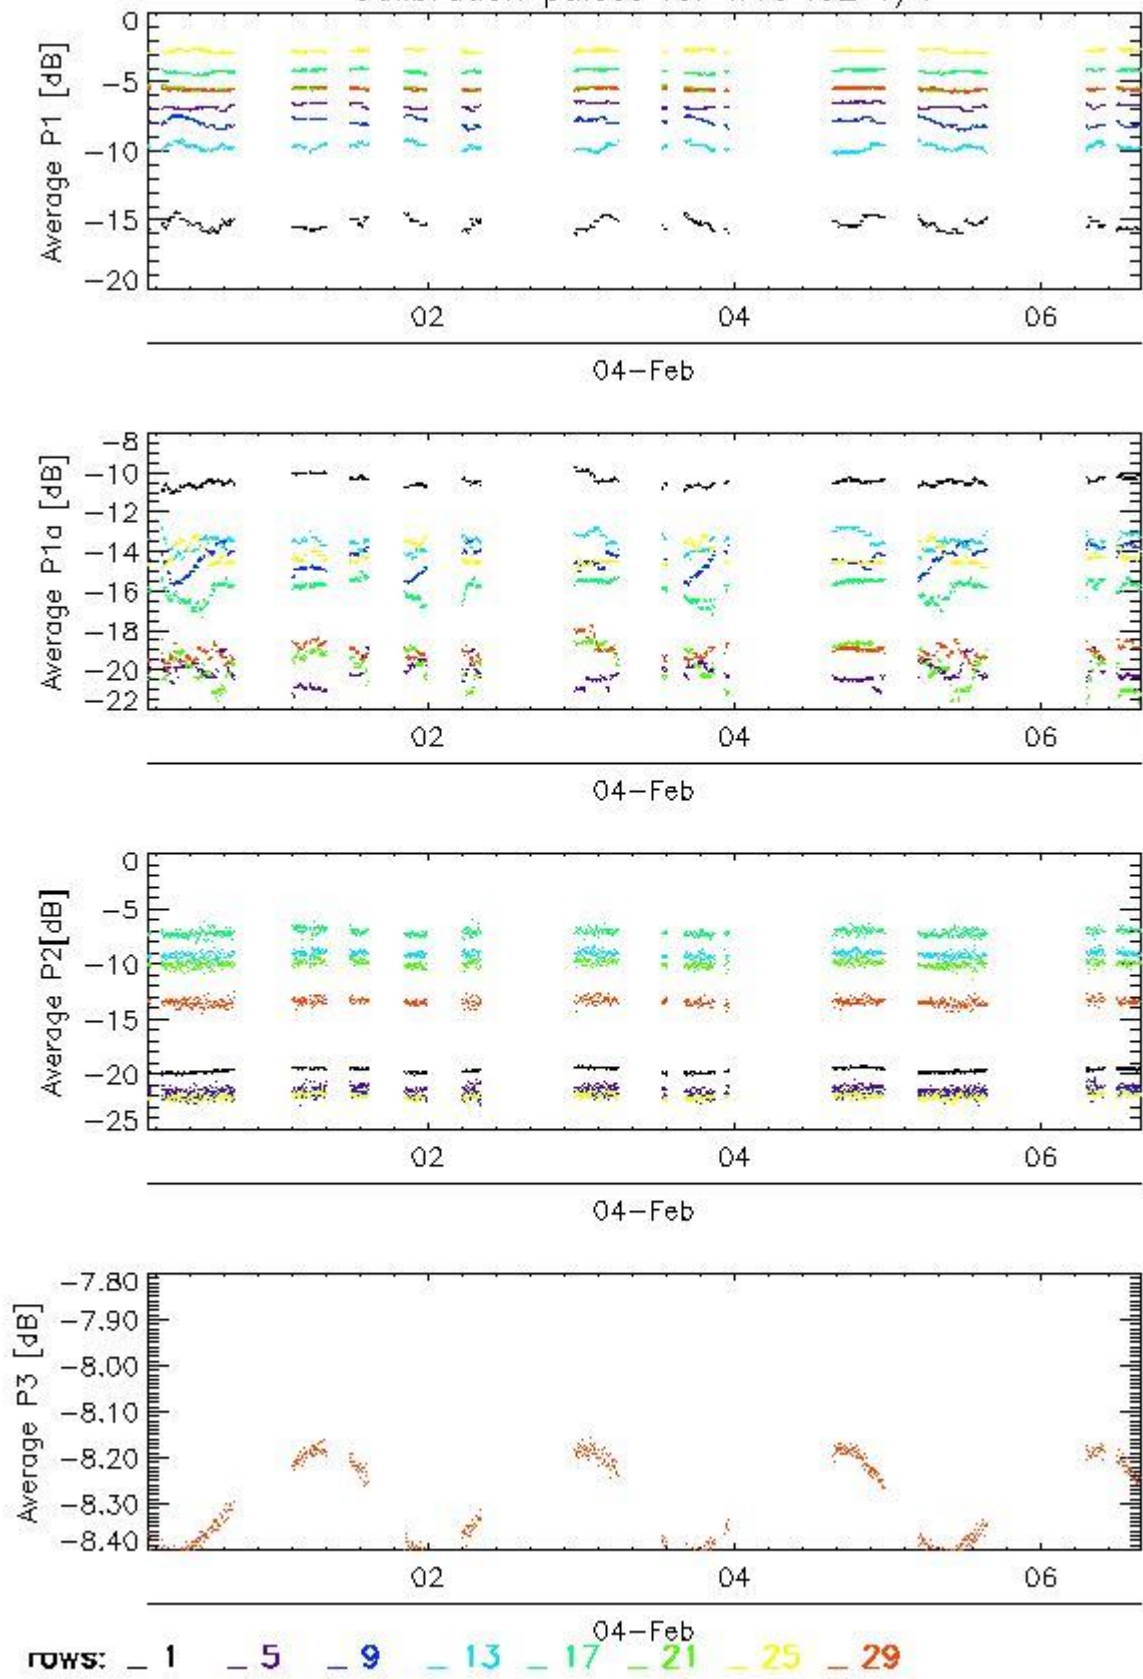 Average P1 [dB]
0
−5
−10
−15
−20
02 04 06
04−Feb
Average P1a [dB]
−8
−10
−12
−14
−16
−18
−20
−22
02 04 06
04−Feb
Average P2[dB]
0
−5
−10
−15
−20
−25
02 04 06
04−Feb
Average P3 [dB]
−7.80
−7.90
−8.00
−8.10
−8.20
−8.30
−8.40
02 04 06
04−Feb
rows: _ 1 _ 5 _ 9 _ 13 _ 17 _ 21 _ 25 _ 29